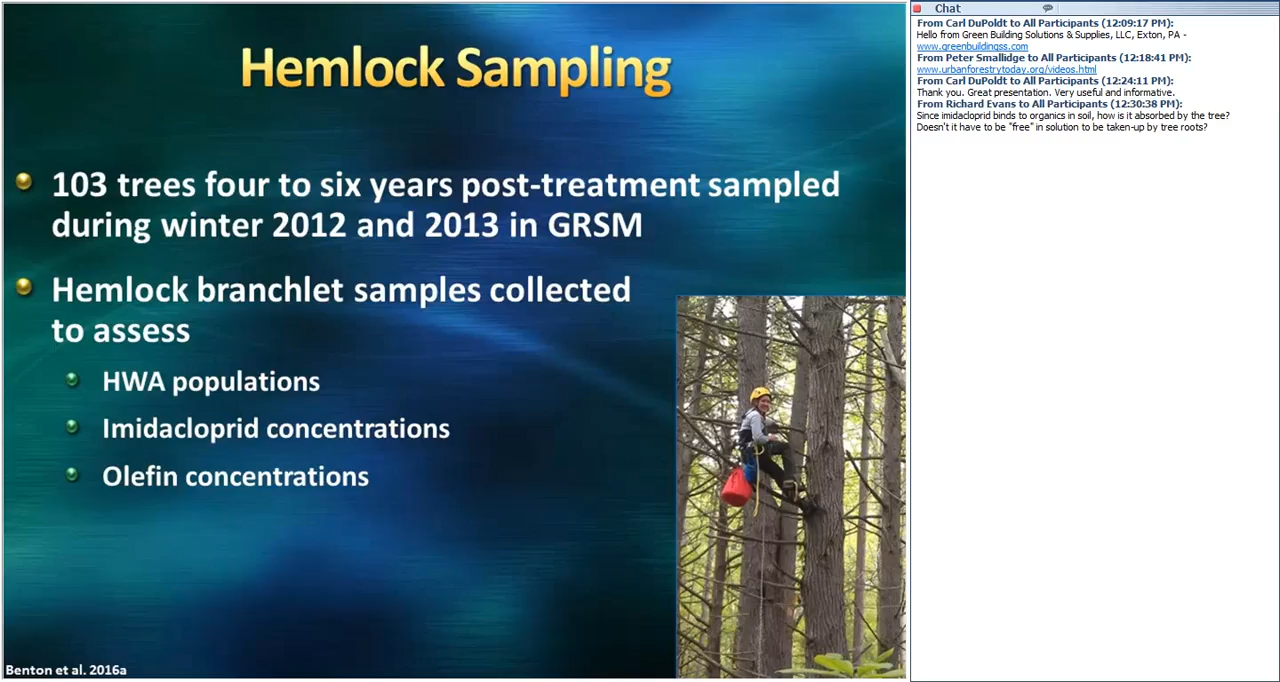 Hemlock Sampling
103 trees four to six years post-treatment sampled
during winter 2012 and 2013 in GRSM
Hemlock branchlet samples collected
to assess
HWA populations
Imidacloprid concentrations
Olefin concentrations
Benton et al. 2016a
Chat
From Carl DuPoldt to All Participants (12:09:17 PM):
Hello from Green Building Solutions & Supplies, LLC, Exton, PA -
www.greenbuildingss.com
From Peter Smallidge to All Participants (12:18:41 PM):
www.urbanforestrytoday.org/videos.html
From Carl DuPoldt to All Participants (12:24:11 PM):
Thank you. Great presentation. Very useful and informative.
From Richard Evans to All Participants (12:30:38 PM):
Since imidacloprid binds to organics in soil, how is it absorbed by the tree?
Doesn't it have to be "free" in solution to be taken-up by tree roots?